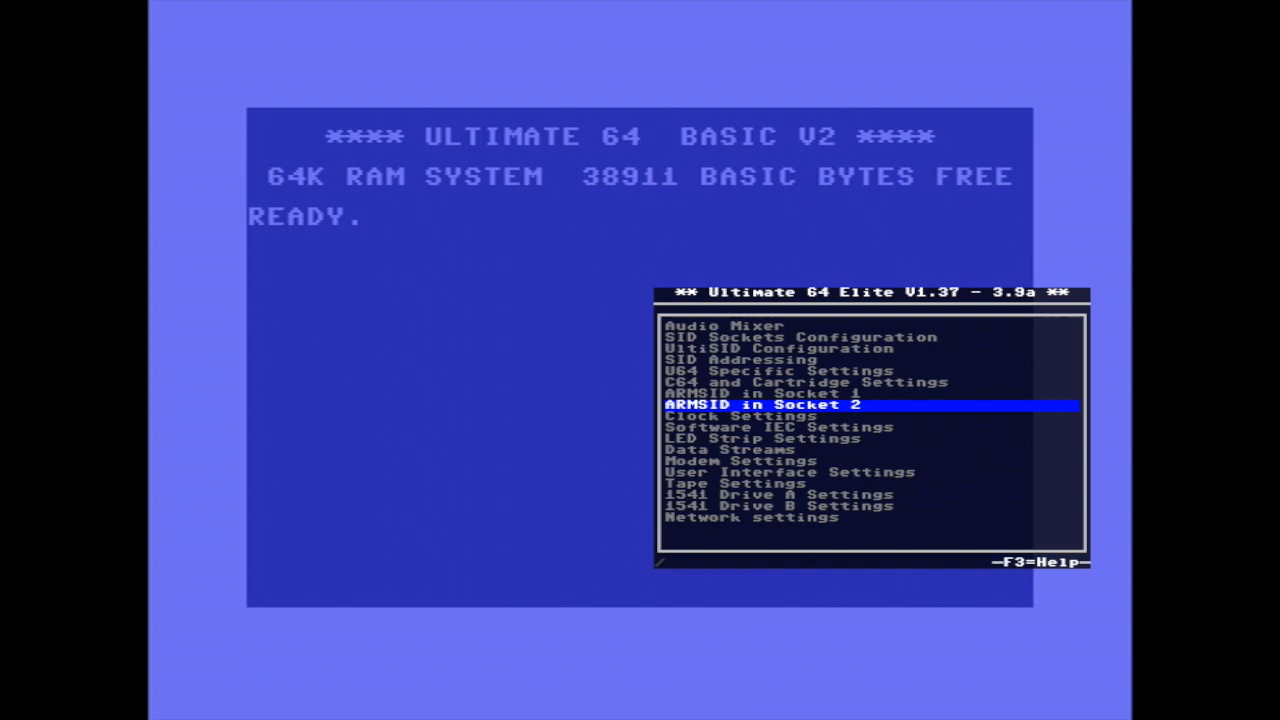 **** ULTIMATE 64  BASIC V2 ****
64K RAM SYSTEM  38911 BASIC BYTES FREE
READY.
** Ultimate 64 Elite V1.37 - 3.9a **
Audio Mixer
SID Sockets Configuration
UltiSID Configuration
SID Addressing
U64 Specific Settings
C64 and Cartridge Settings
ARMSID in Socket 1
ARMSID in Socket 2
Clock Settings
Software IEC Settings
LED Strip Settings
Data Streams
Modem Settings
User Interface Settings
Tape Settings
1541 Drive A Settings
1541 Drive B Settings
Network settings
F3=Help